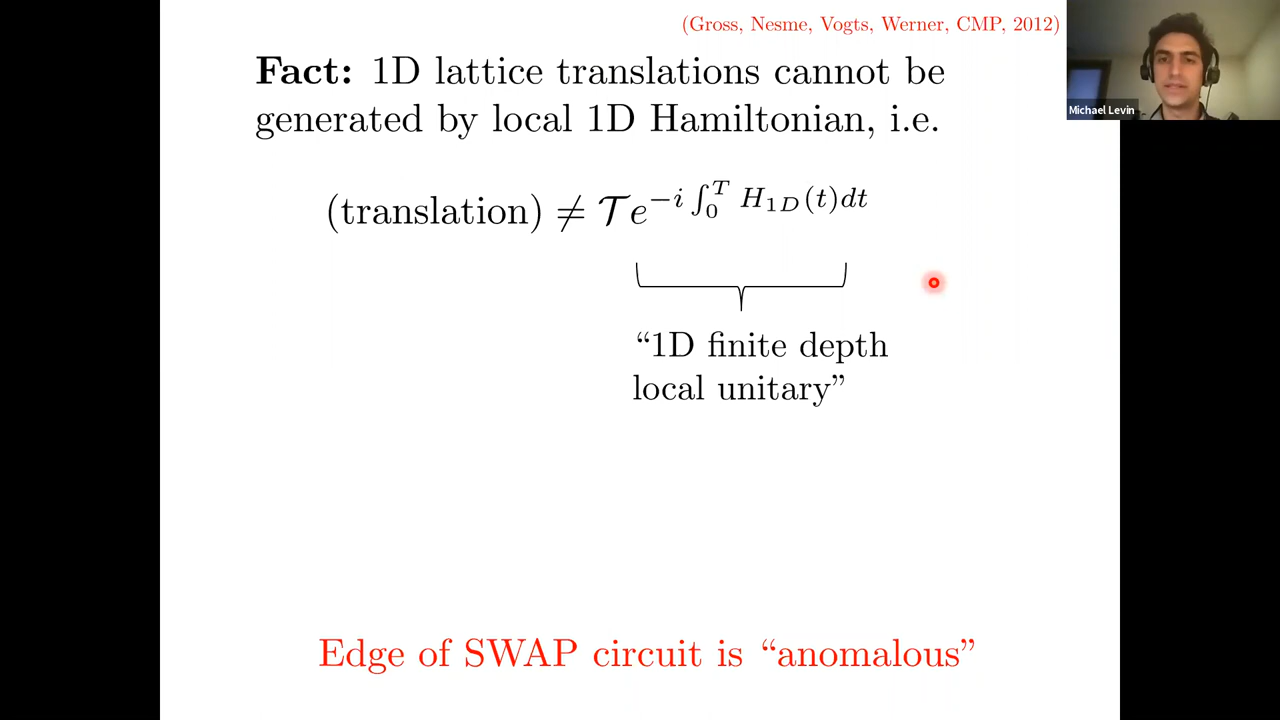 (Gross, Nesme, Vogts, Werner, CMP, 2012)
Michael Levin
Fact: 1D lattice translations cannot be
generated by local 1D Hamiltonian, i.e.
(translation) ≠ 𝒯e^{−i ∫_0^T H_{1D}(t)dt}
“1D finite depth
local unitary”
Edge of SWAP circuit is “anomalous”